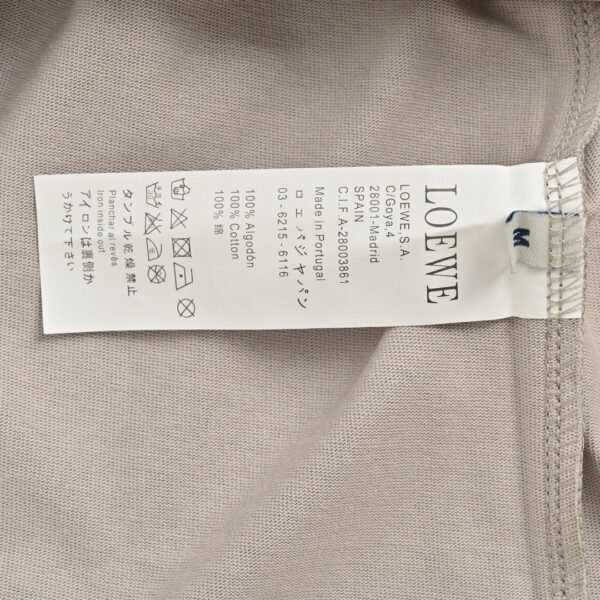 LOEWE
LOEWE,S.A.
C/Goya,4
28001-Madrid
SPAIN
C.I.F.A-28003861
Made in Portugal
ロエベジャパン
03-6215-6116
100% Algodón
100% Cotton
100% 綿
タンブル乾燥禁止
Planchar al revés
Iron inside out
アイロンは裏側か
うかけて下さい
M